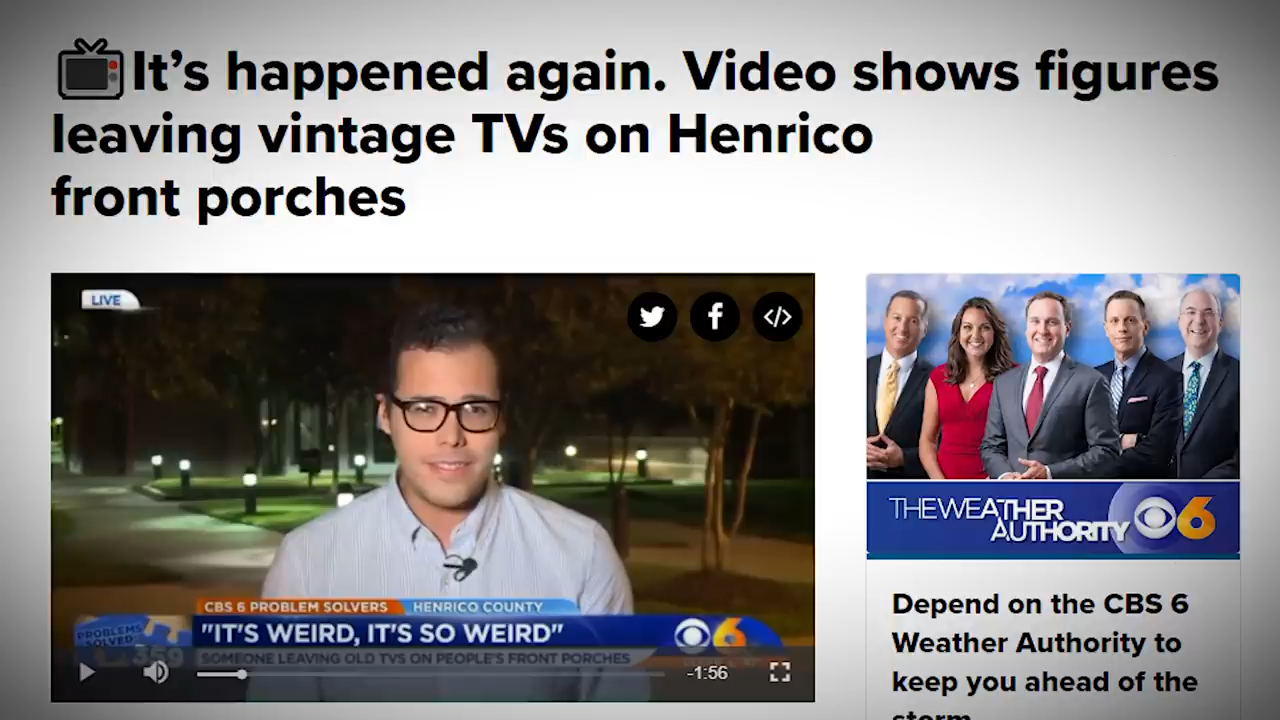 It's happened again. Video shows figures
leaving vintage TVs on Henrico
front porches
LIVE
CBS 6 PROBLEM SOLVERS
HENRICO COUNTY
"IT'S WEIRD, IT'S SO WEIRD"
6
PROBLEMS
SOLVED
359
SOMEONE LEAVING OLD TVS ON PEOPLE'S FRONT PORCHES
-1:56
THE WEATHER
AUTHORITY
6
Depend on the CBS 6
Weather Authority to
keep you ahead of the
storm